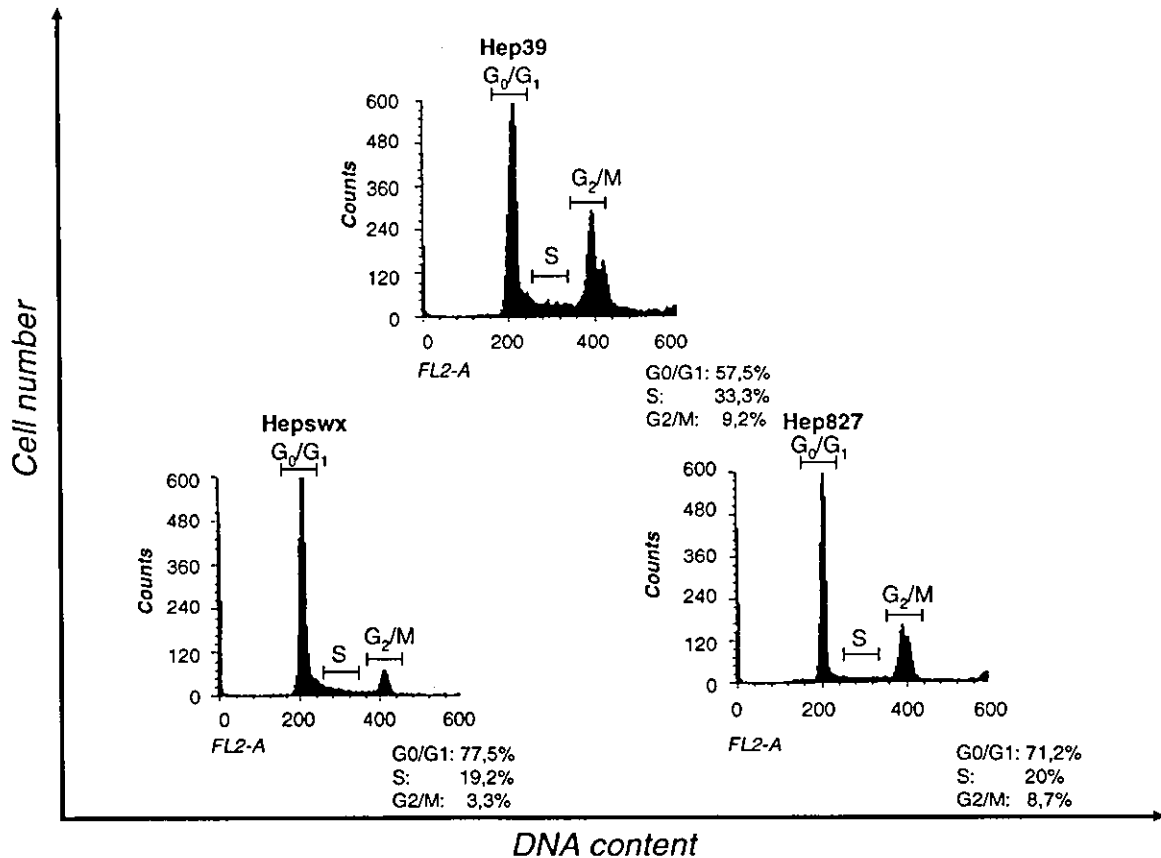 Cell number
Hep39
G₀/G₁
G₂/M
S
Counts
600
480
360
240
120
0
0 200 400 600
FL2-A
G0/G1: 57,5%
S: 33,3%
G2/M: 9,2%
Hepswx
G₀/G₁
S
G₂/M
Counts
600
480
360
240
120
0
0 200 400 600
FL2-A
G0/G1: 77,5%
S: 19,2%
G2/M: 3,3%
Hep827
G₀/G₁
S
G₂/M
Counts
600
480
360
240
120
0
0 200 400 600
FL2-A
G0/G1: 71,2%
S: 20%
G2/M: 8,7%
DNA content